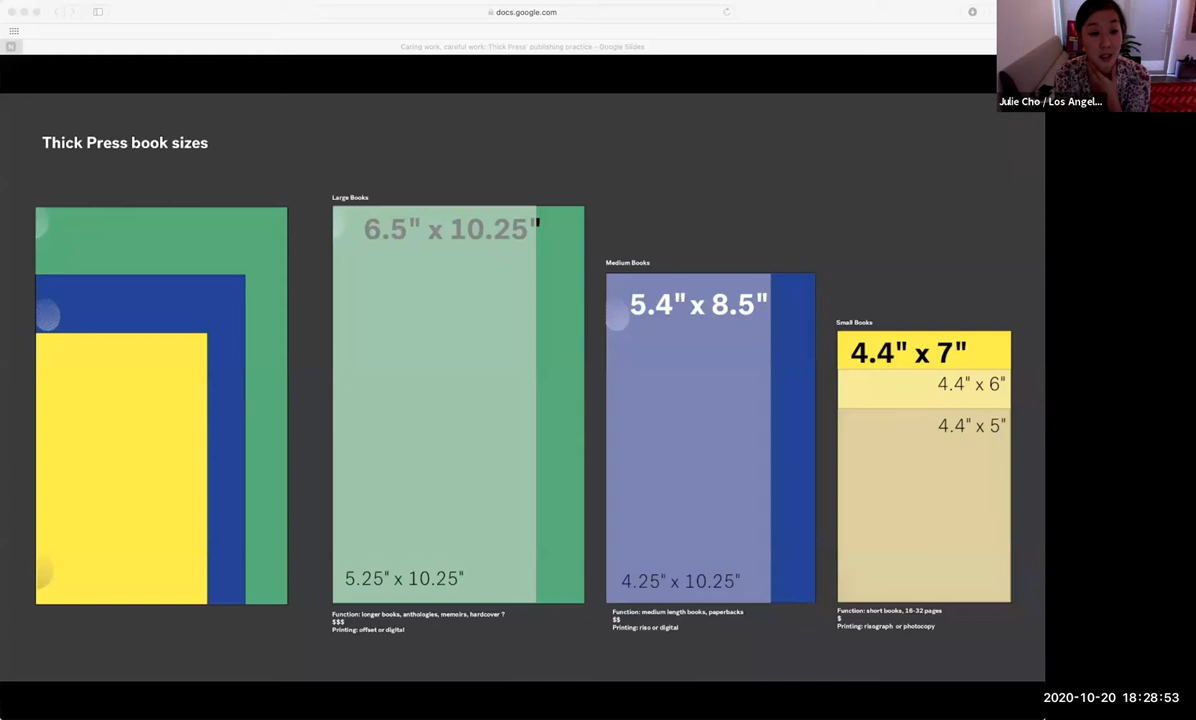 docs.google.com
Caring work, careful work: Thick Press' publishing practice - Google Slides
Julie Cho / Los Angel...
Thick Press book sizes
Large Books
6.5" x 10.25"
5.25" x 10.25"
Function: longer books, anthologies, memoirs, hardcover ?
$$$
Printing: offset or digital
Medium Books
5.4" x 8.5"
4.25" x 10.25"
Function: medium length books, paperbacks
$$
Printing: riso or digital
Small Books
4.4" x 7"
4.4" x 6"
4.4" x 5"
Function: short books, 16-32 pages
$
Printing: risograph or photocopy
2020-10-20 18:28:53